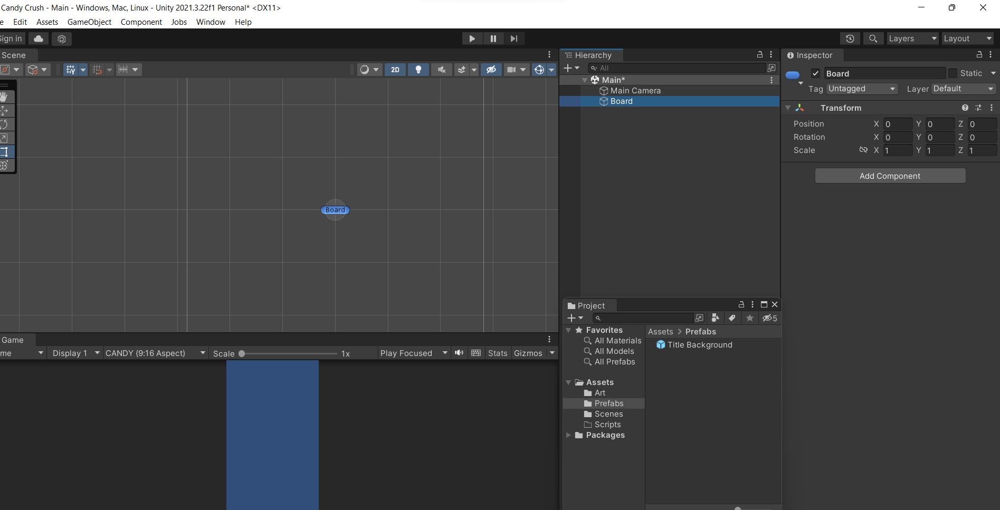 Candy Crush - Main - Windows, Mac, Linux - Unity 2021.3.22f1 Personal* <DX11>
e Edit Assets GameObject Component Jobs Window Help
Sign in
Layers
Layout
Scene
2D
Hierarchy
All
Main*
Main Camera
Board
Board
Inspector
Board
Static
Tag Untagged Layer Default
Transform
Position X 0 Y 0 Z 0
Rotation X 0 Y 0 Z 0
Scale X 1 Y 1 Z 1
Add Component
Game
me Display 1 CANDY (9:16 Aspect) Scale 1x Play Focused Stats Gizmos
Project
5
Favorites
All Materials
All Models
All Prefabs
Assets
Art
Prefabs
Scenes
Scripts
Packages
Assets > Prefabs
Title Background